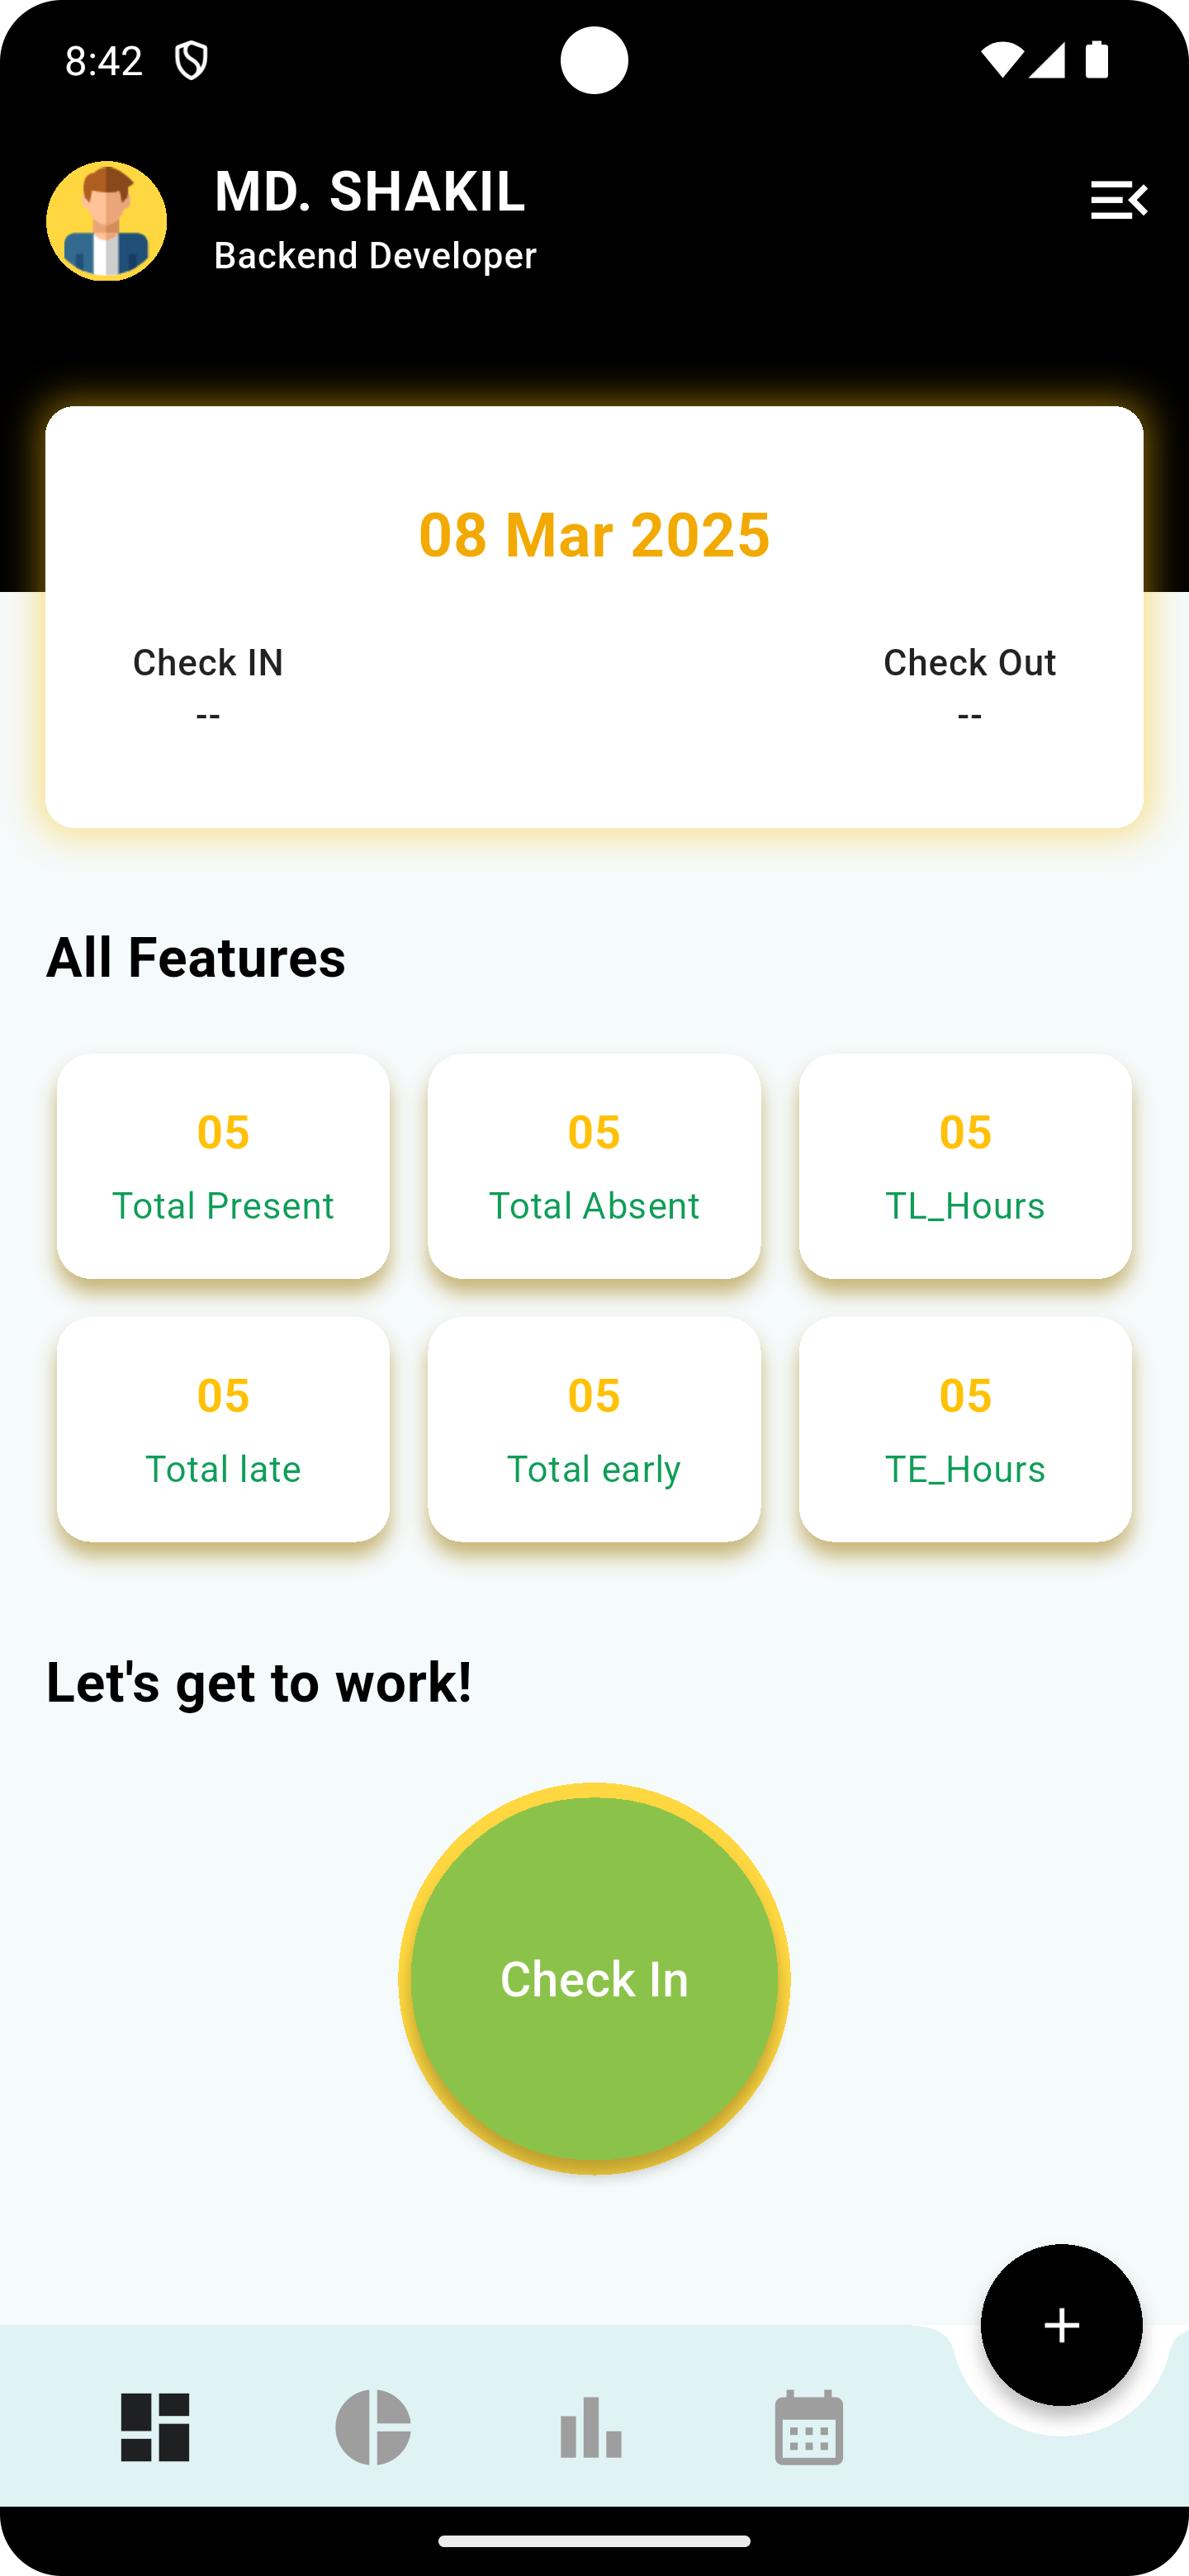 8:42
MD. SHAKIL
Backend Developer
08 Mar 2025
Check IN
Check Out
--
--
All Features
05
05
05
Total Present
Total Absent
TL_Hours
05
05
05
Total late
Total early
TE_Hours
Let's get to work!
Check In
+